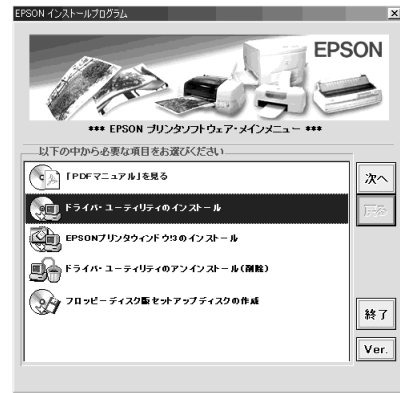 EPSON インストールプログラム
EPSON
*** EPSON プリンタソフトウェア・メインメニュー ***
以下の中から必要な項目をお選びください
「PDFマニュアル」を見る
次へ
ドライバ・ユーティリティのインストール
戻る
EPSONプリンタウィンドウ!3のインストール
ドライバ・ユーティリティのアンインストール(削除)
フロッピーディスク版セットアップディスクの作成
終了
Ver.